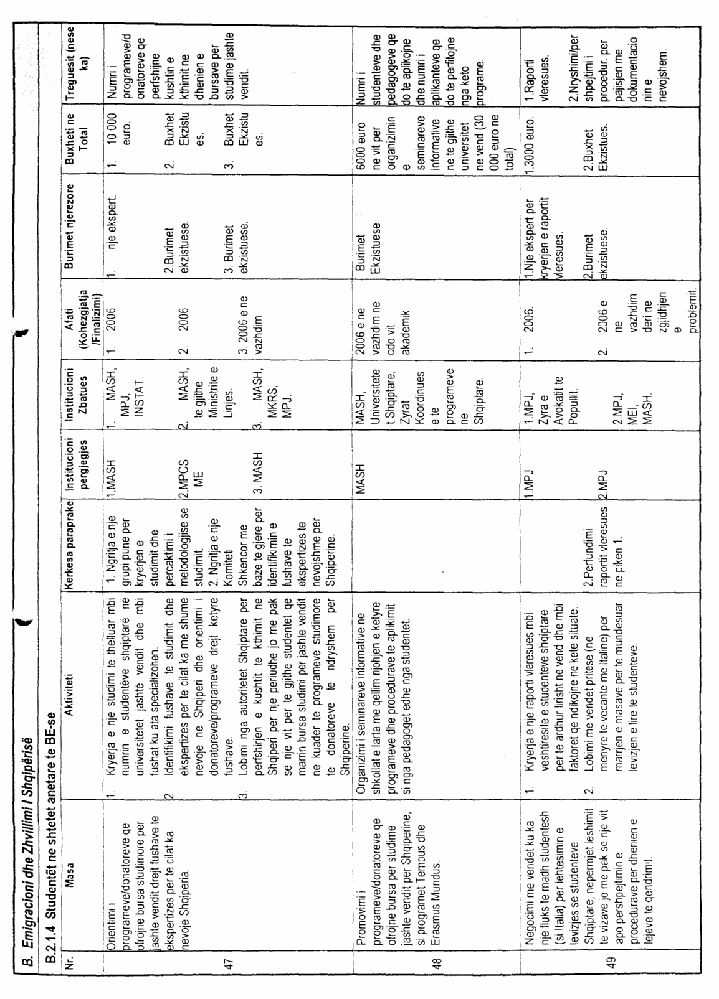 B. Emigracioni dhe Zhvillimi I Shqipërisë
B.2.1.4 Studentët ne shtetet anetare te BE-se
Nr.
Masa
Aktiviteti
Kerkesa paraprake
Institucioni
pergjegjes
Institucioni
Zbatues
Afati
(Kohezgjatja
/Finalizimi)
Burimet njerezore
Buxheti ne
Total
Treguesit (nese
ka)
47
Orientimi i
programeve/donatoreve qe
ofrojne bursa studimore per
jashte vendit drejt fushave te
ekspertizes per te cilat ka
nevoje Shqiperia.
1. Kryerja e nje studimi te thelluar mbi
numrin e studentëve shqiptarë në
universitetet jashtë vendit dhe mbi
fushat ku ata specializohen.
2. Identifikimi fushave te studimit dhe
ekspertizes per te cilat ka me shume
nevoje ne Shqiperi dhe orientimi i
donatoreve/programeve drejt ketyre
fushave.
3. Lobimi nga autoritetet Shqiptare per
perfshirjen e kushtit te kthimit ne
Shqiperi per nje periudhe jo me pak
se nje vit per te gjithe studentet qe
marrin bursa studimi per jashte vendit
ne kuader te programeve studimore
te donatoreve te ndryshem per
Shqiperine.
1. Ngritja e nje
grupi pune per
kryerjen e
studimit dhe
percaktimi i
metodologjise se
studimit.
2. Ngritja e nje
Komiteti
Shkencor me
baze te gjere per
identifikimin e
fushave te
ekspertizes te
nevojshme per
Shqiperine.
1.MASH
2.MPCS
ME
3. MASH
1. MASH,
MPJ,
INSTAT.
2. MASH,
te gjithe
Ministrite e
Linjes.
3. MASH,
MKRS,
MPJ.
1. 2006
2. 2006
3. 2006 e ne
vazhdim
1. nje ekspert.
2.Burimet
ekzistuese.
3. Burimet
ekzistuese.
1. 10 000
euro.
2. Buxhet
Ekzistu
es.
3. Buxhet
Ekzistu
es.
Numri i
programeve/d
onatoreve qe
perfshijne
kushtin e
kthimit ne
dhenien e
bursave per
studime jashte
vendit.
48
Promovimi i
programeve/donatoreve qe
ofrojne bursa per studime
jashte vendit per Shqiperine,
si programet Tempus dhe
Erasmus Mundus.
Organizimi i seminareve informative ne
shkollat e larta me qellim njohjen e ketyre
programeve dhe procedurave te aplikimit
si nga pedagoget edhe nga studentet.
MASH
MASH,
Universitete
t Shqiptare,
Zyrat
Koordinues
e te
programeve
ne
Shqiptare.
2006 e ne
vazhdim ne
cdo vit
akademik
Burimet
Ekzistuese
6000 euro
ne vit per
organizimin
e
seminareve
informative
ne te gjithe
universitet
ne vend (30
000 euro ne
total)
Numri i
studenteve dhe
pedagogeve qe
do te aplikojne
dhe numri i
aplikanteve qe
do te perfitojne
nga keto
programe.
49
Negocimi me vendet ku ka
nje fluks te madh studentesh
(si Italia) per lehtesimin e
levizjes se studenteve
Shqiptare, nepermjet leshimit
te vizave jo me pak se nje vit
apo pershpejtimin e
procedurave per dhenien e
lejeve te qendrimit.
1. Kryerja e nje raporti vleresues mbi
veshtiresite e studenteve shqiptare
per te ardhur lirisht ne vend dhe mbi
faktoret qe ndikojne ne kete situate.
2. Lobimi me vendet pritese (ne
menyre te vecante me Italine) per
marrjen e masave per te mundesuar
levizjen e lire te studenteve.
2.Perfundimi
raportit vleresues
ne piken 1.
1.MPJ
2.MPJ
1.MPJ,
Zyra e
Avokatit te
Popullit.
2.MPJ,
MEI,
MASH.
1. 2006.
2. 2006 e
ne
vazhdim
deri ne
zgjidhjen
e
problemit.
1.Nje ekspert per
kryerjen e raportit
vleresues.
2.Burimet
ekzistuese.
1.3000 euro.
2.Buxhet
Ekzistues.
1.Raporti
vleresues.
2.Nryshimi/per
shpejtimi i
procedur. per
pajisjen me
dokumentacio
nin e
nevojshem.